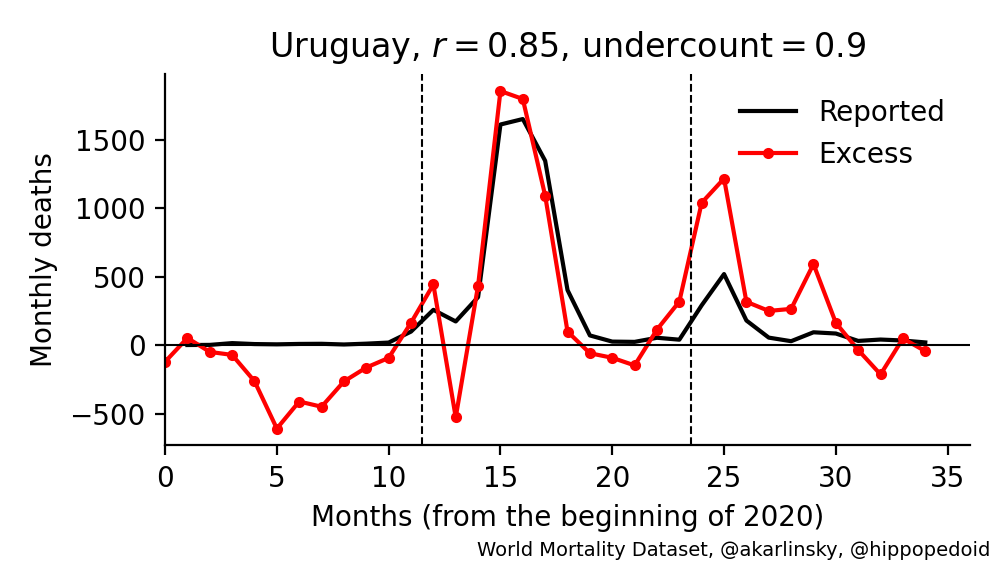 Uruguay, r = 0.85, undercount = 0.9
Reported
Excess
Monthly deaths
1500
1000
500
0
−500
0 5 10 15 20 25 30 35
Months (from the beginning of 2020)
World Mortality Dataset, @akarlinsky, @hippopedoid